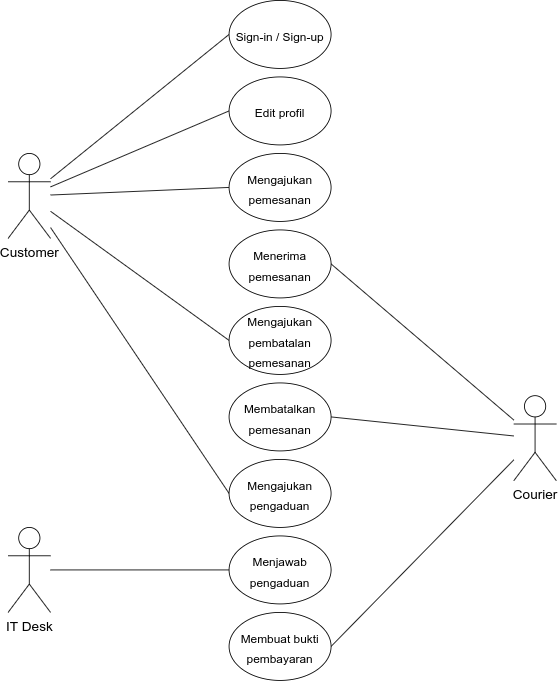 Sign-in / Sign-up
Edit profil
Mengajukan
pemesanan
Customer
Menerima
pemesanan
Mengajukan
pembatalan
pemesanan
Membatalkan
pemesanan
Courier
Mengajukan
pengaduan
Menjawab
pengaduan
IT Desk
Membuat bukti
pembayaran